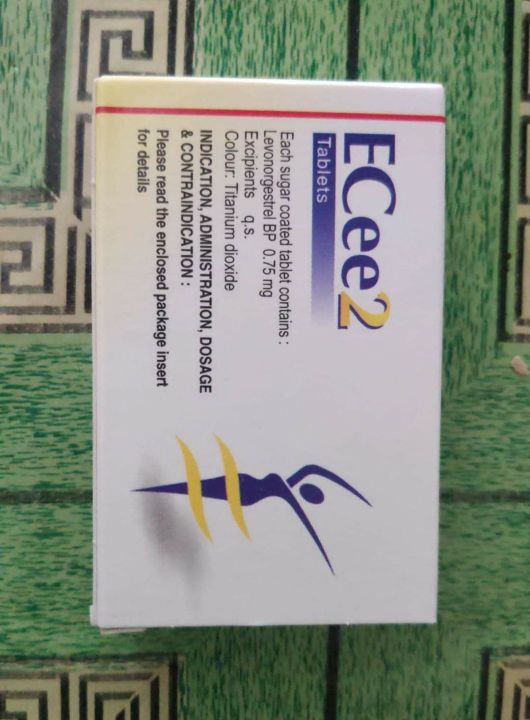 ECee2
Tablets
Each sugar coated tablet contains :
Levonorgestrel BP 0.75 mg
Excipients q.s.
Colour: Titanium dioxide
INDICATION, ADMINISTRATION, DOSAGE
& CONTRAINDICATION :
Please read the enclosed package insert
for details